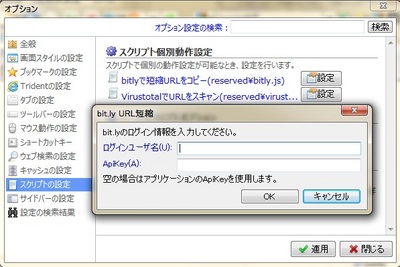 オプション
オプション設定の検索：
検索
全般
画面スタイルの設定
ブックマークの設定
Tridentの設定
タブの設定
ツールバーの設定
マウス動作の設定
ショートカットキー
ウェブ検索の設定
キャッシュの設定
スクリプトの設定
サイドバーの設定
設定の検索結果
スクリプト個別動作設定
スクリプトで個別の動作設定が可能なとき、設定を行います。
bitlyで短縮URLをコピー(reserved¥bitly.js)
設定
VirustotalでURLをスキャン(reserved¥virust...
設定
bit.ly URL短縮
bit.lyのログイン情報を入力してください。
ログインユーザ名(U):
ApiKey(A):
空の場合はアプリケーションのApiKeyを使用します。
OK
キャンセル
適用
閉じる